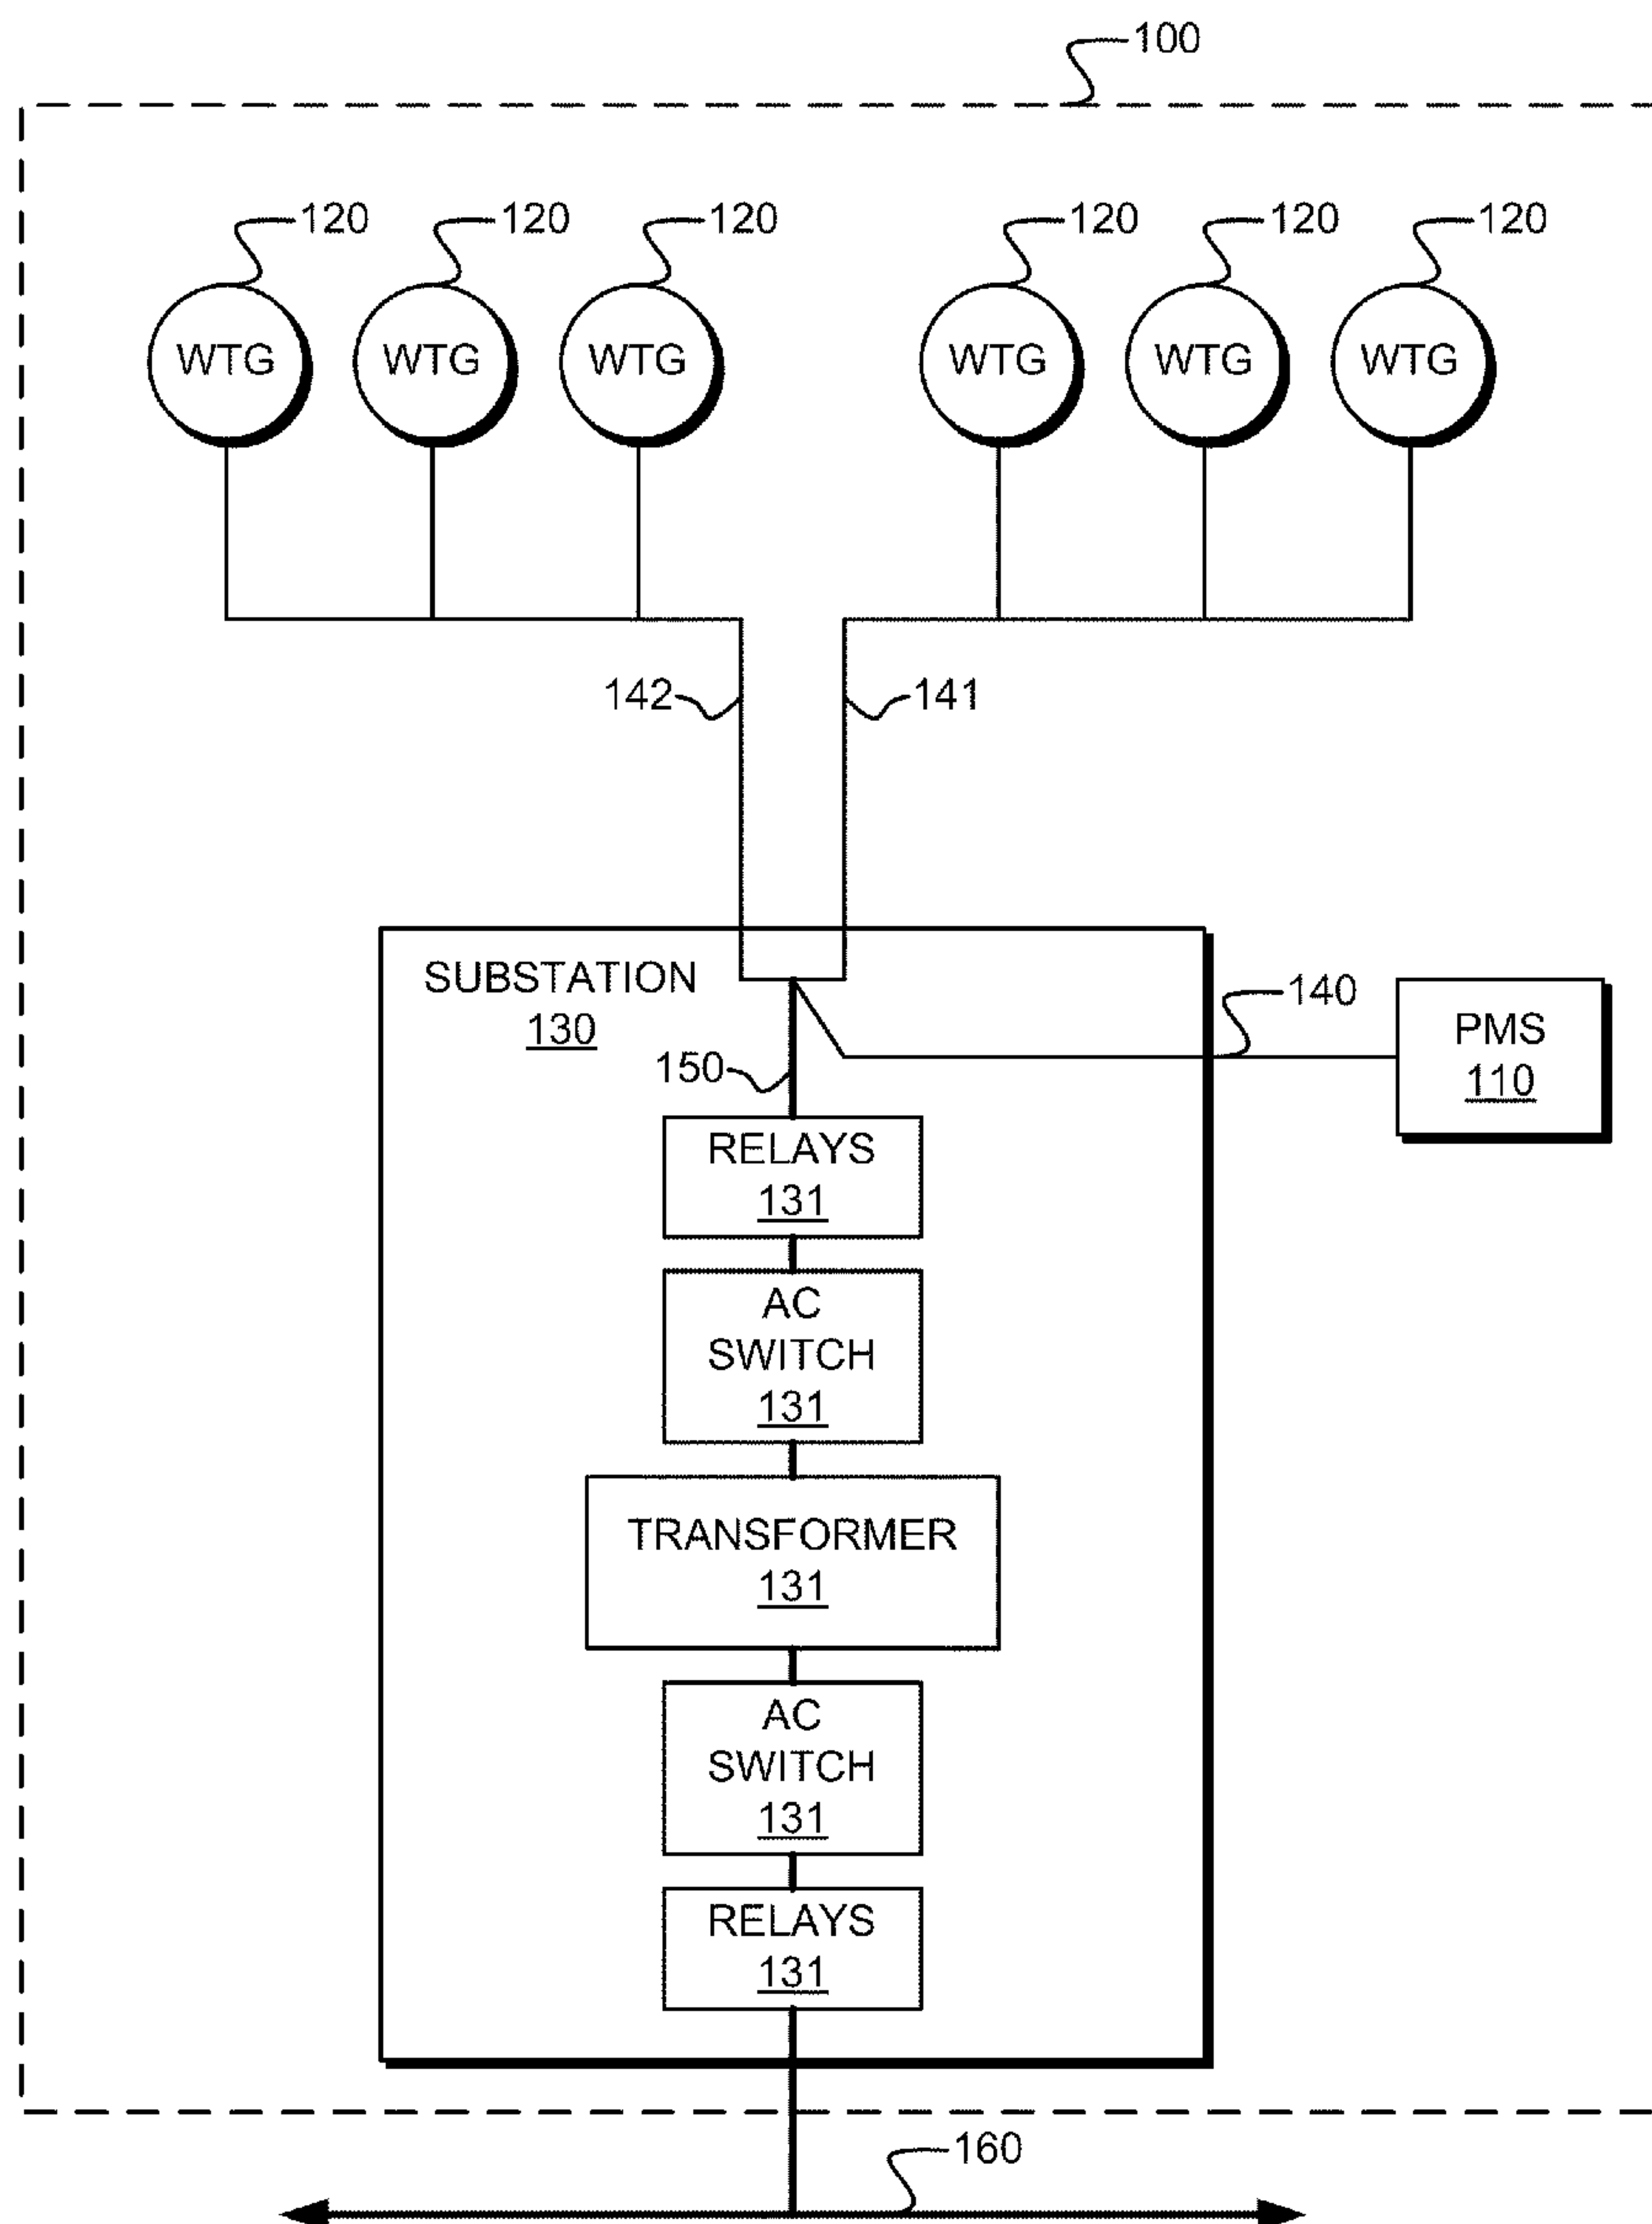 100
120 120 120 120 120 120
WTG WTG WTG WTG WTG WTG
142 141
SUBSTATION
130
140
PMS
110
150
RELAYS
131
AC
SWITCH
131
TRANSFORMER
131
AC
SWITCH
131
RELAYS
131
160